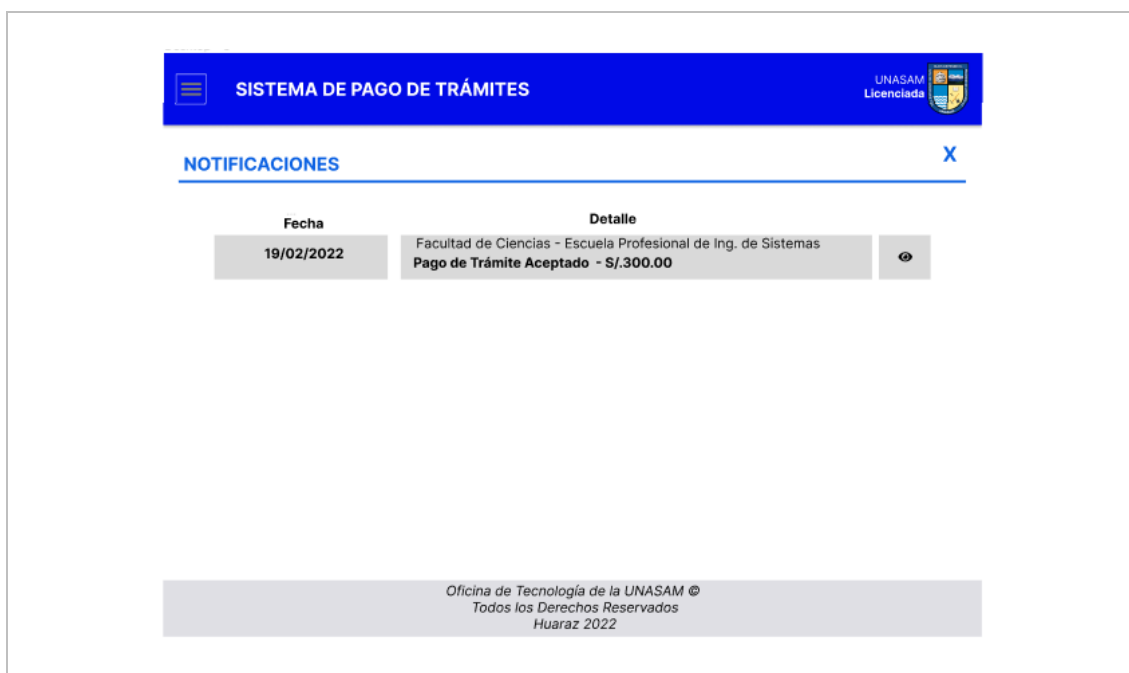 SISTEMA DE PAGO DE TRÁMITES
UNASAM
Licenciada
NOTIFICACIONES
X
Fecha
Detalle
19/02/2022
Facultad de Ciencias - Escuela Profesional de Ing. de Sistemas
Pago de Trámite Aceptado - S/.300.00
Oficina de Tecnología de la UNASAM ©
Todos los Derechos Reservados
Huaraz 2022